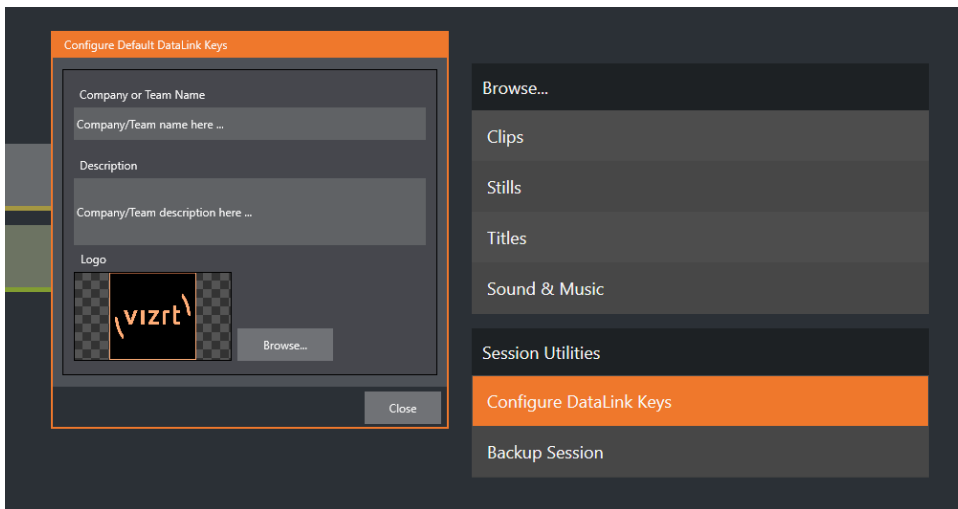 Configure Default DataLink Keys
Company or Team Name
Company/Team name here ...
Description
Company/Team description here ...
Logo
vizrt
Browse...
Close
Browse...
Clips
Stills
Titles
Sound & Music
Session Utilities
Configure DataLink Keys
Backup Session